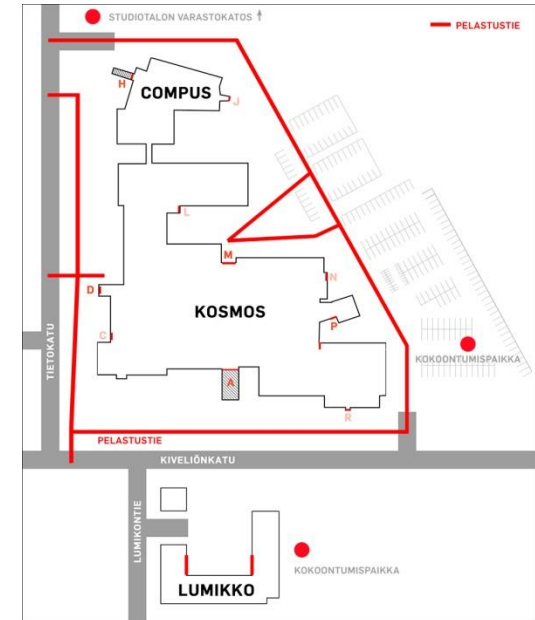 STUDIOTALON VARASTOKATOS
PELASTUSTIE
H
COMPUS
J
L
M
N
D
KOSMOS
P
C
TIETOKATU
KOKOONTUMISPAIKKA
A
R
PELASTUSTIE
KIVELIÖNKATU
LUMIKONTIE
KOKOONTUMISPAIKKA
LUMIKKO